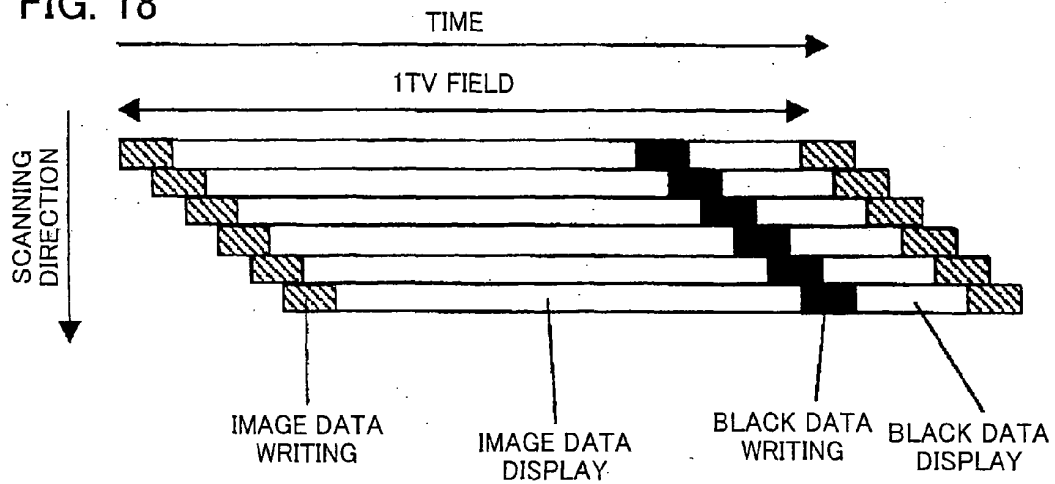 FIG. 18
TIME
1TV FIELD
SCANNING
DIRECTION
IMAGE DATA
WRITING
IMAGE DATA
DISPLAY
BLACK DATA
WRITING
BLACK DATA
DISPLAY